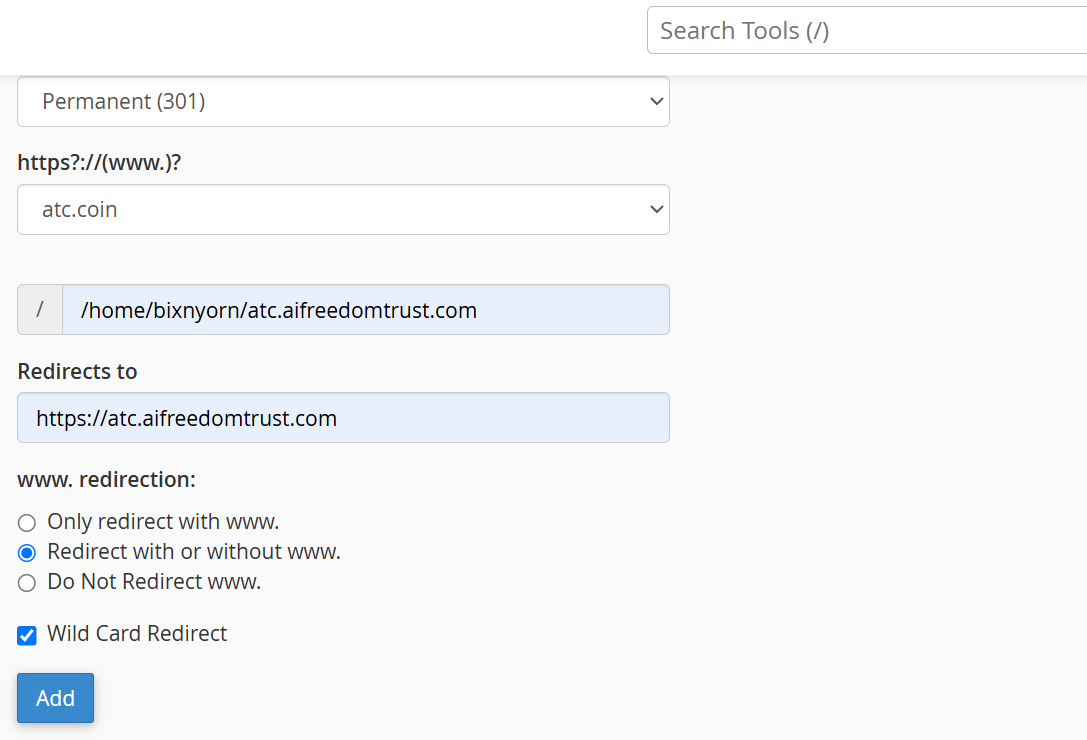 Search Tools (/)
Permanent (301)
https?://(www.)?
atc.coin
/ /home/bixnyorn/atc.aifreedomtrust.com
Redirects to
https://atc.aifreedomtrust.com
www. redirection:
Only redirect with www.
Redirect with or without www.
Do Not Redirect www.
Wild Card Redirect
Add